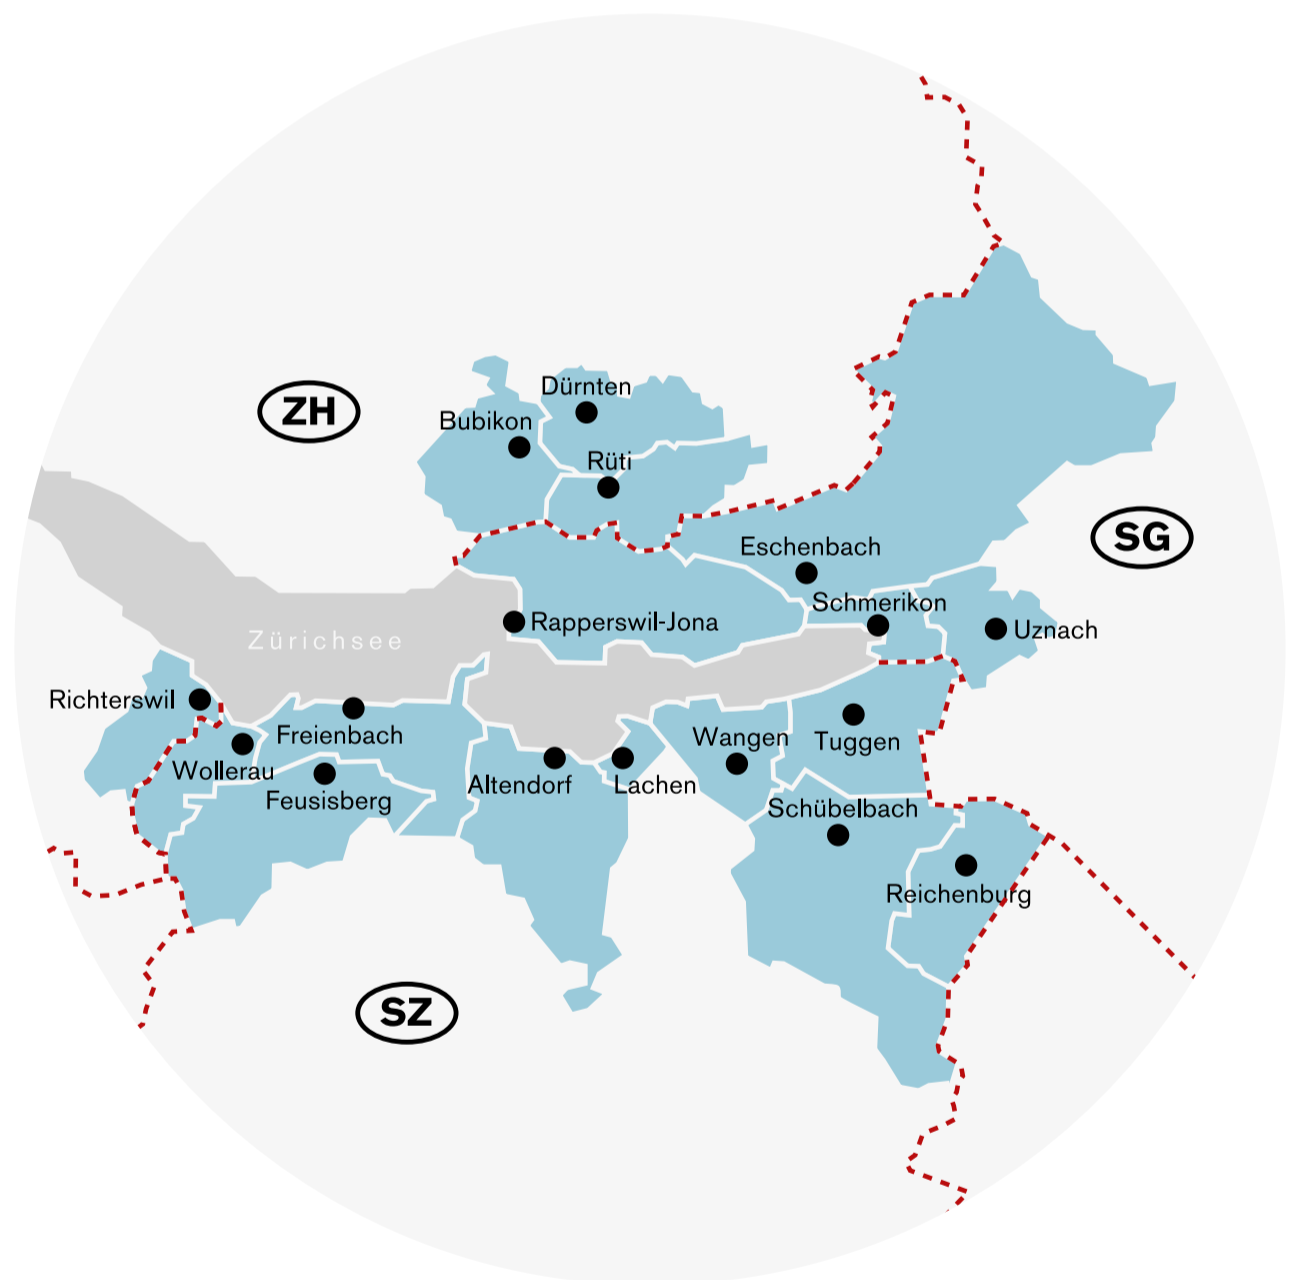 Dürnten
ZH
Bubikon
Rüti
SG
Eschenbach
Schmerikon
Rapperswil-Jona
Uznach
Zürichsee
Richterswil
Freienbach
Wangen
Tuggen
Wollerau
Altendorf
Lachen
Feusisberg
Schübelbach
Reichenburg
SZ